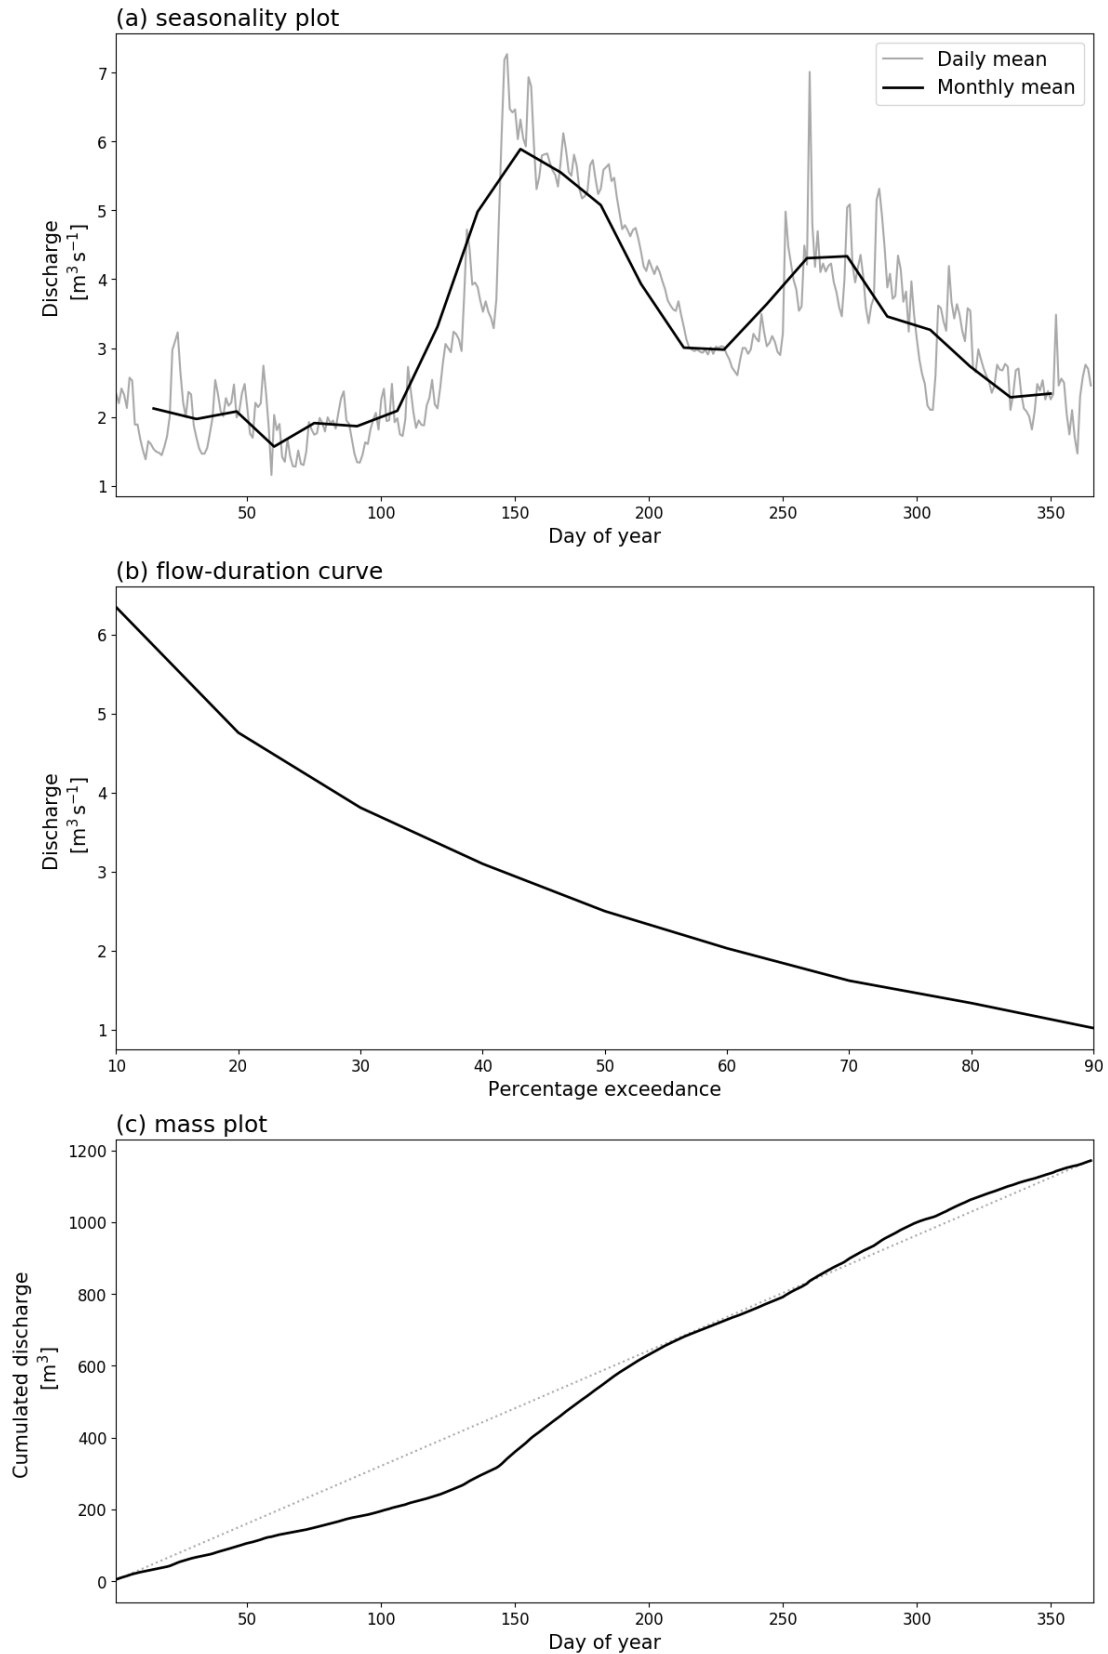 (a) seasonality plot
Daily mean
Monthly mean
7
6
5
4
3
2
1
Discharge
[m³ s⁻¹]
50 100 150 200 250 300 350
Day of year
(b) flow-duration curve
6
5
4
3
2
1
Discharge
[m³ s⁻¹]
10 20 30 40 50 60 70 80 90
Percentage exceedance
(c) mass plot
1200
1000
800
600
400
200
0
Cumulated discharge
[m³]
50 100 150 200 250 300 350
Day of year